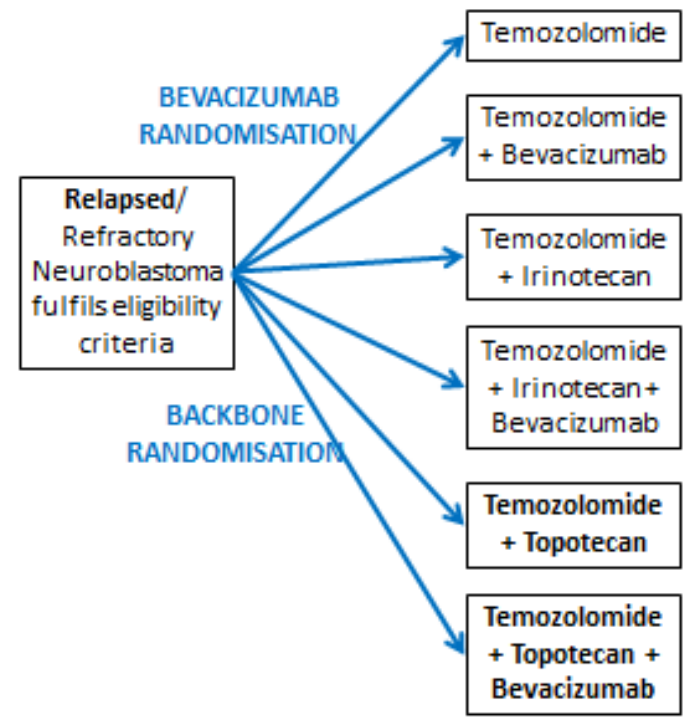 BEVACIZUMAB
RANDOMISATION
Relapsed/
Refractory
Neuroblastoma
fulfils eligibility
criteria
BACKBONE
RANDOMISATION
Temozolomide
Temozolomide
+ Bevacizumab
Temozolomide
+ Irinotecan
Temozolomide
+ Irinotecan+
Bevacizumab
Temozolomide
+ Topotecan
Temozolomide
+ Topotecan +
Bevacizumab